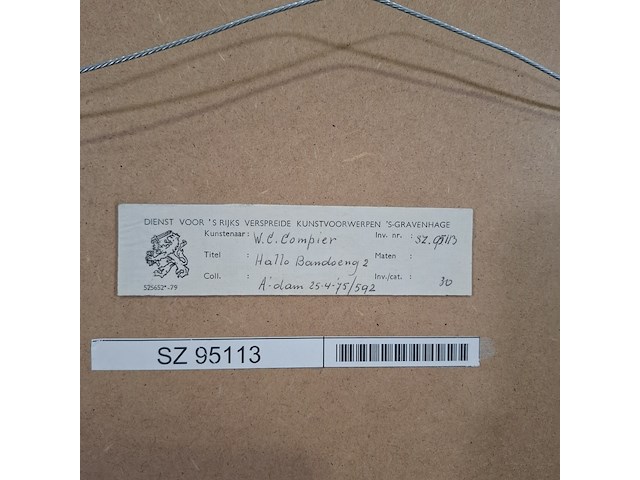 DIENST VOOR 'S RIJKS VERSPREIDE KUNSTVOORWERPEN 'S-GRAVENHAGE
Kunstenaar: W.C. Compier Inv. nr. : SZ.95113
Titel : Hallo Bandoeng 2 Maten :
Coll. : A'dam 25-4-'75/592 Inv./cat. : 30
525652*-79
SZ 95113